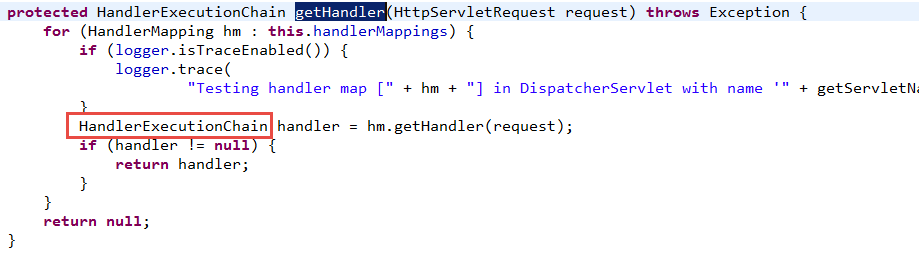 protected HandlerExecutionChain getHandler(HttpServletRequest request) throws Exception {
    for (HandlerMapping hm : this.handlerMappings) {
        if (logger.isTraceEnabled()) {
            logger.trace(
                    "Testing handler map [" + hm + "] in DispatcherServlet with name '" + getServletNa
        }
        HandlerExecutionChain handler = hm.getHandler(request);
        if (handler != null) {
            return handler;
        }
    }
    return null;
}